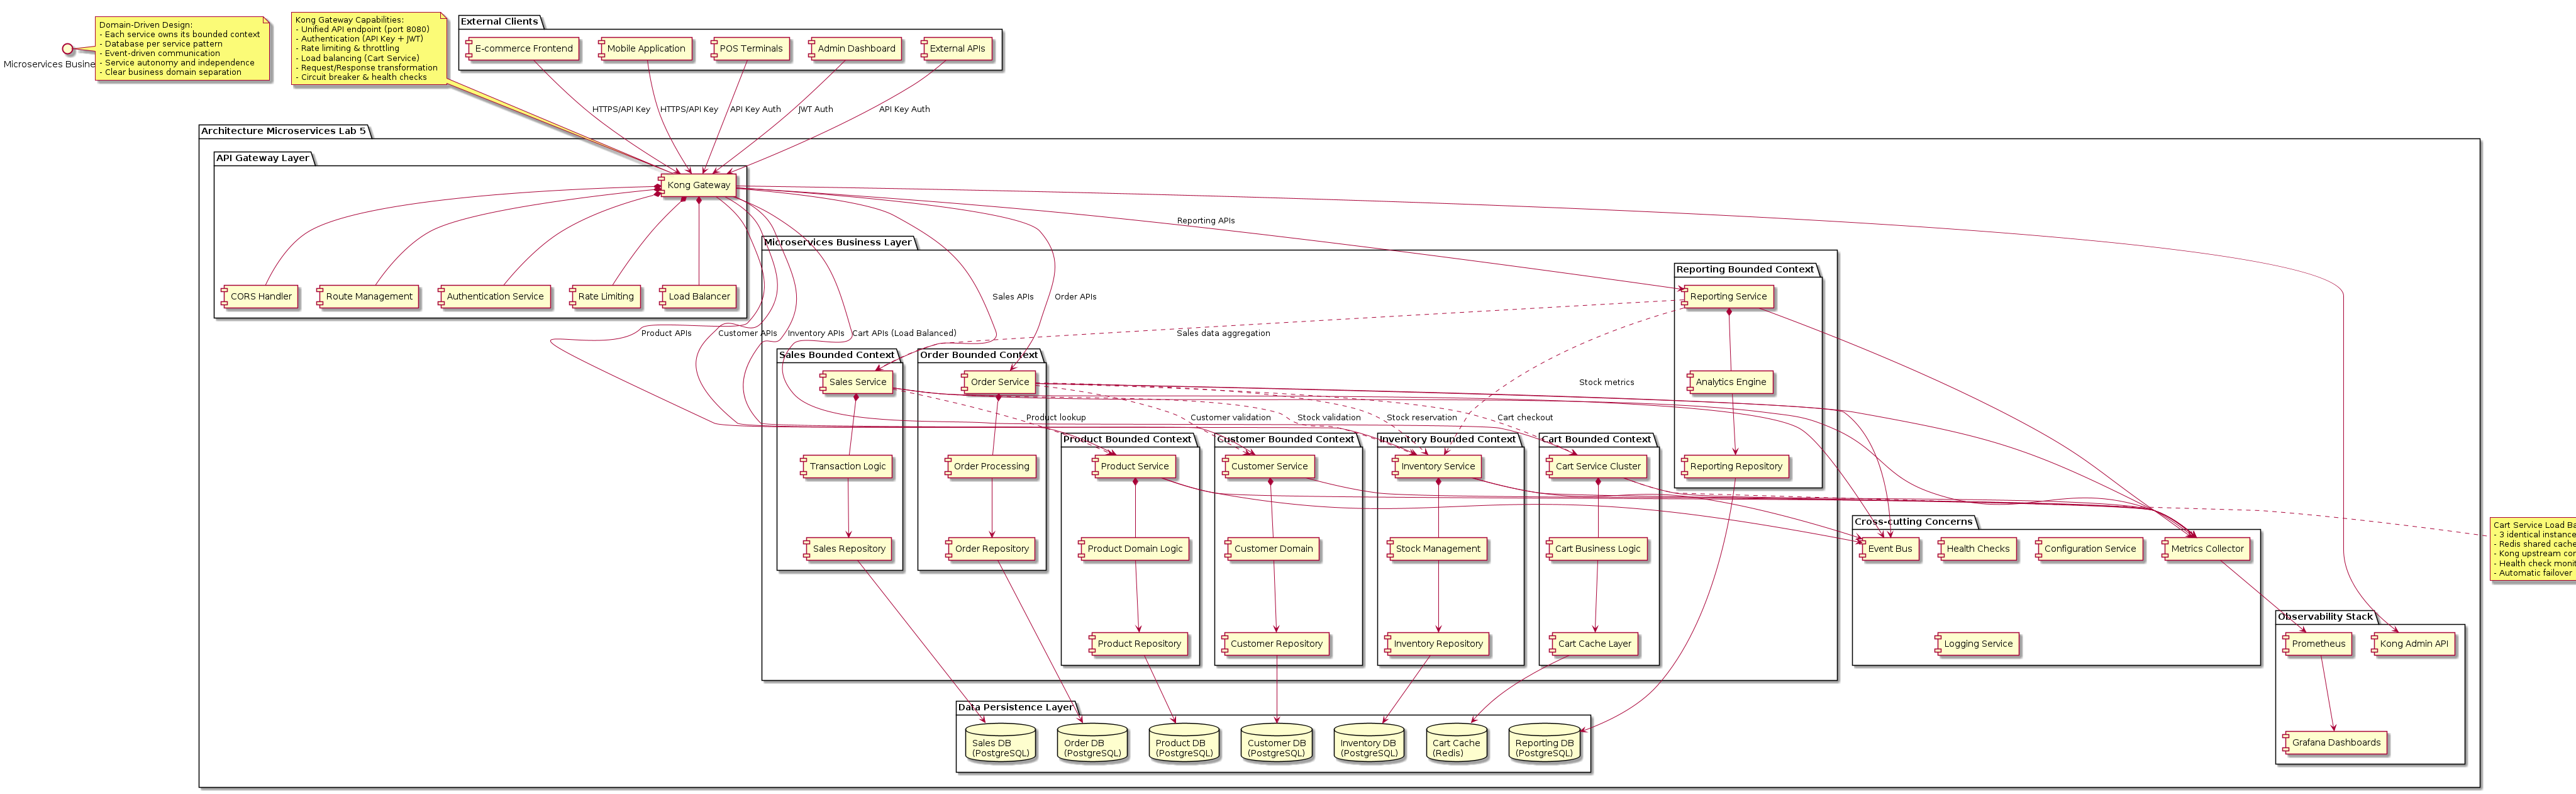 Domain-Driven Design:
- Each service owns its bounded context
- Database per service pattern
- Event-driven communication
- Service autonomy and independence
- Clear business domain separation
Microservices Busine
Kong Gateway Capabilities:
- Unified API endpoint (port 8080)
- Authentication (API Key + JWT)
- Rate limiting & throttling
- Load balancing (Cart Service)
- Request/Response transformation
- Circuit breaker & health checks
External Clients
E-commerce Frontend
Mobile Application
POS Terminals
Admin Dashboard
External APIs
HTTPS/API Key
HTTPS/API Key
API Key Auth
JWT Auth
API Key Auth
Architecture Microservices Lab 5
API Gateway Layer
Kong Gateway
CORS Handler
Route Management
Authentication Service
Rate Limiting
Load Balancer
Reporting APIs
Microservices Business Layer
Reporting Bounded Context
Reporting Service
Sales APIs
Order APIs
Product APIs
Customer APIs
Inventory APIs
Cart APIs (Load Balanced)
Sales data aggregation
Sales Bounded Context
Order Bounded Context
Sales Service
Order Service
Stock metrics
Analytics Engine
Product lookup
Customer validation
Stock validation
Stock reservation
Cart checkout
Product Bounded Context
Customer Bounded Context
Inventory Bounded Context
Cart Bounded Context
Transaction Logic
Order Processing
Product Service
Customer Service
Inventory Service
Cart Service Cluster
Reporting Repository
Cross-cutting Concerns
Sales Repository
Order Repository
Product Domain Logic
Customer Domain
Stock Management
Cart Business Logic
Event Bus
Health Checks
Configuration Service
Metrics Collector
Cart Service Load Ba
- 3 identical instance
- Redis shared cache
- Kong upstream con
- Health check monit
- Automatic failover
Observability Stack
Product Repository
Customer Repository
Inventory Repository
Cart Cache Layer
Logging Service
Prometheus
Kong Admin API
Data Persistence Layer
Sales DB
(PostgreSQL)
Order DB
(PostgreSQL)
Product DB
(PostgreSQL)
Customer DB
(PostgreSQL)
Inventory DB
(PostgreSQL)
Cart Cache
(Redis)
Reporting DB
(PostgreSQL)
Grafana Dashboards